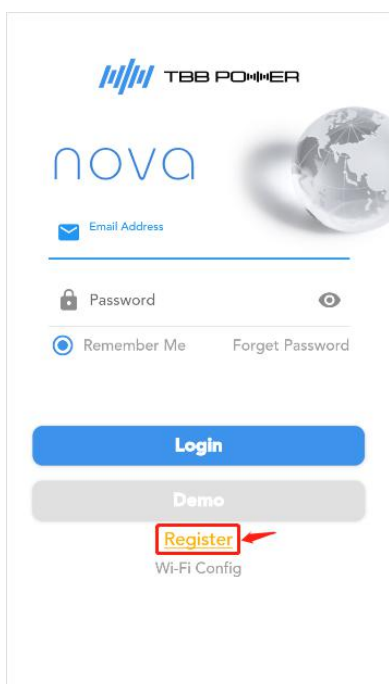 TBB POWER
nova
Email Address
Password
Remember Me Forget Password
Login
Demo
Register
Wi-Fi Config